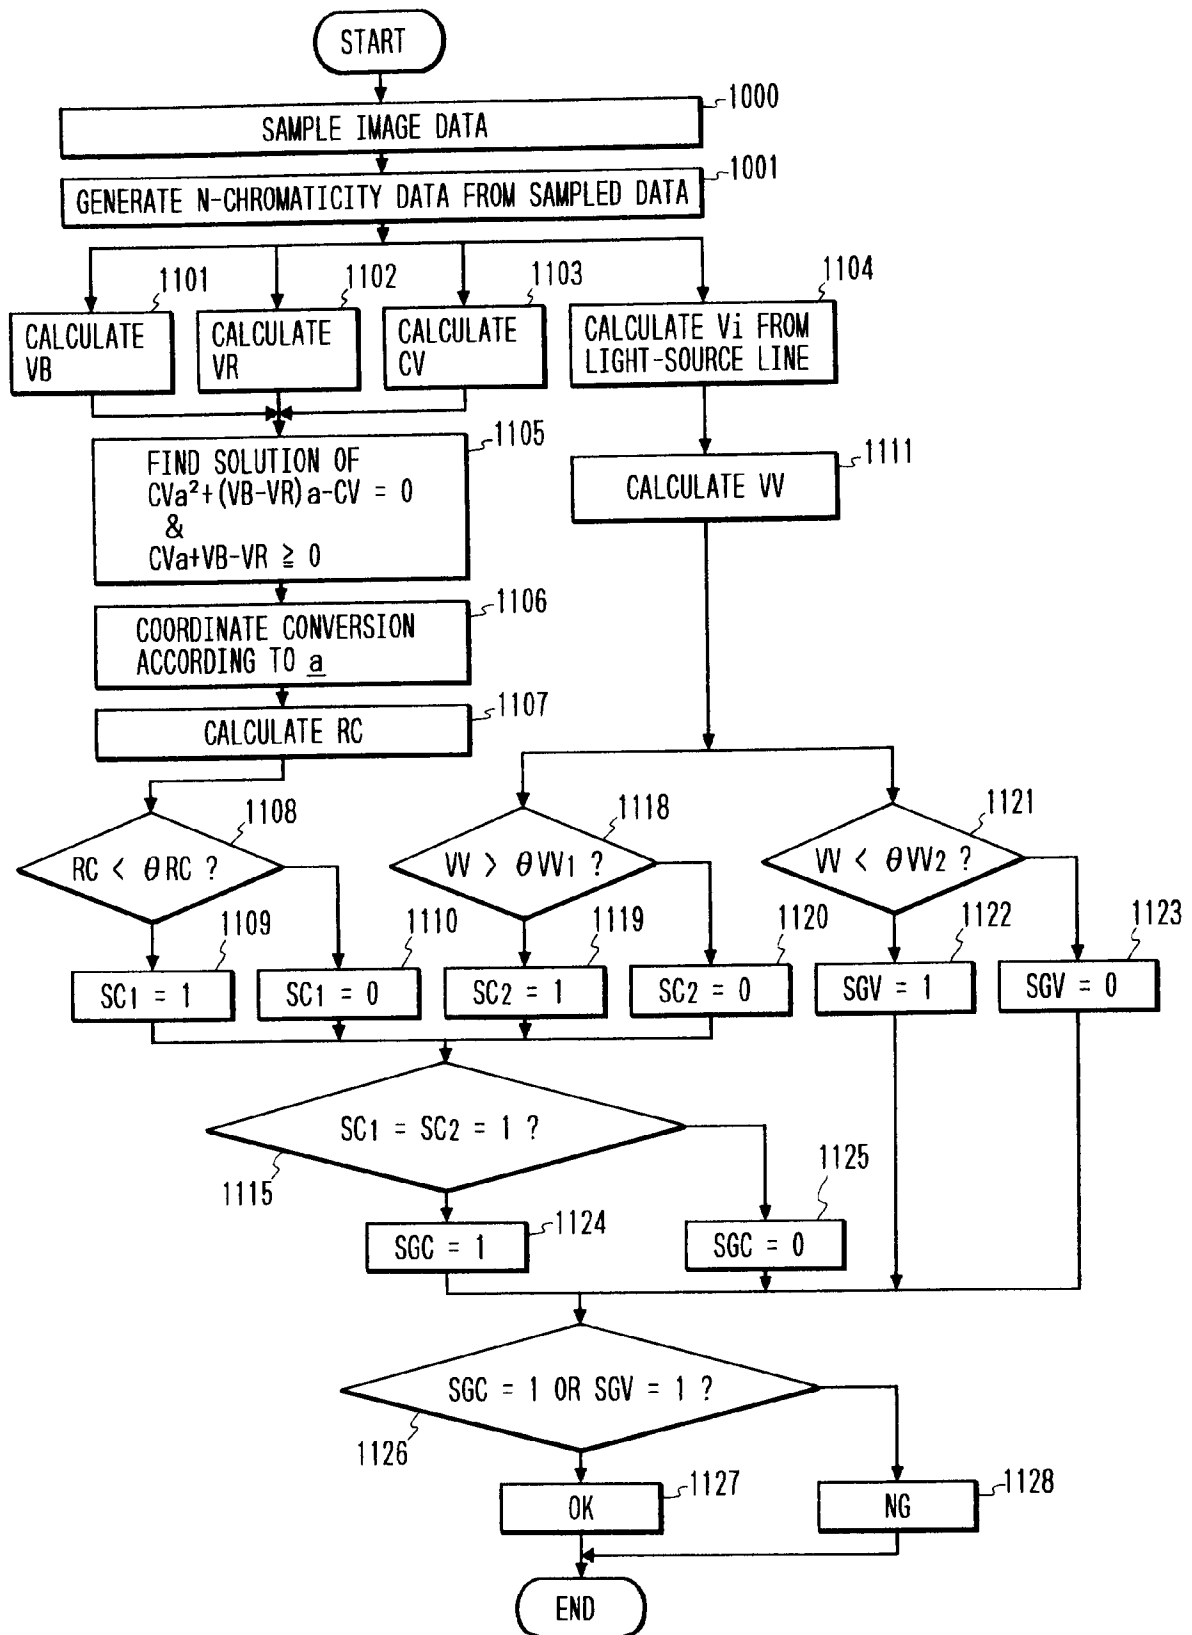 START
1000
SAMPLE IMAGE DATA
1001
GENERATE N-CHROMATICITY DATA FROM SAMPLED DATA
1101
1102
1103
1104
CALCULATE
VB
CALCULATE
VR
CALCULATE
CV
CALCULATE Vi FROM
LIGHT-SOURCE LINE
1105
FIND SOLUTION OF
CVa²+(VB-VR)a-CV = 0
&
CVa+VB-VR ≧ 0
1111
CALCULATE VV
1106
COORDINATE CONVERSION
ACCORDING TO a
1107
CALCULATE RC
1108
RC < θRC ?
1118
VV > θVV1 ?
1121
VV < θVV2 ?
1109
SC1 = 1
1110
SC1 = 0
1119
SC2 = 1
1120
SC2 = 0
1122
SGV = 1
1123
SGV = 0
SC1 = SC2 = 1 ?
1115
1124
SGC = 1
1125
SGC = 0
SGC = 1 OR SGV = 1 ?
1126
1127
OK
1128
NG
END